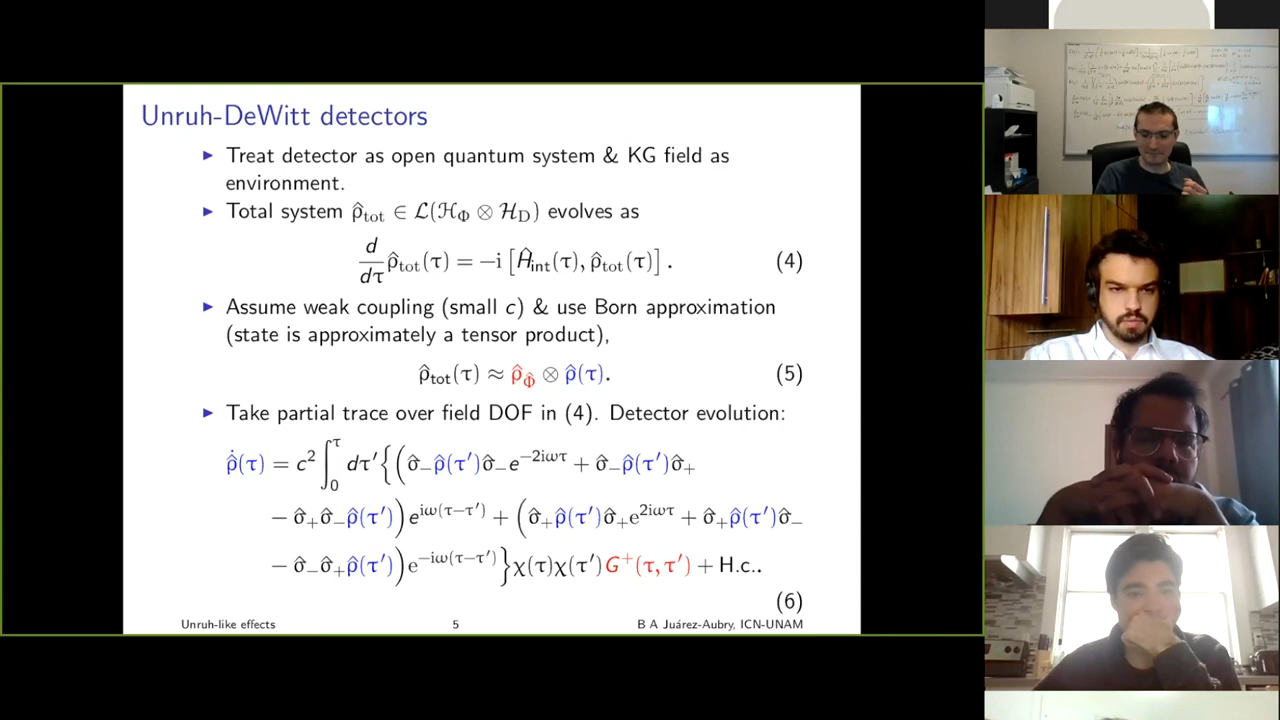 Unruh-DeWitt detectors
▶ Treat detector as open quantum system & KG field as
environment.
▶ Total system ρ̂_tot ∈ ℒ(ℋ_Φ ⊗ ℋ_D) evolves as
d/dτ ρ̂_tot(τ) = −i [Ĥ_int(τ), ρ̂_tot(τ)] . (4)
▶ Assume weak coupling (small c) & use Born approximation
(state is approximately a tensor product),
ρ̂_tot(τ) ≈ ρ̂_Φ̂ ⊗ ρ̂(τ). (5)
▶ Take partial trace over field DOF in (4). Detector evolution:
ρ̂̇(τ) = c² ∫₀^τ dτ′ { ( σ̂₋ρ̂(τ′)σ̂₋e^{−2iωτ} + σ̂₋ρ̂(τ′)σ̂₊
− σ̂₊σ̂₋ρ̂(τ′) ) e^{iω(τ−τ′)} + ( σ̂₊ρ̂(τ′)σ̂₊e^{2iωτ} + σ̂₊ρ̂(τ′)σ̂₋
− σ̂₋σ̂₊ρ̂(τ′) ) e^{−iω(τ−τ′)} } χ(τ)χ(τ′)G⁺(τ, τ′) + H.c..
(6)
Unruh-like effects 5 B A Juárez-Aubry, ICN-UNAM